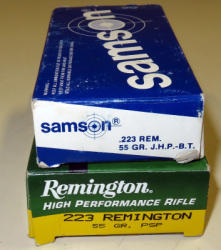 samson®
samson®
.223 REM.
55 GR. J.H.P.-B.T.
Remington®
HIGH PERFORMANCE RIFLE
223 REMINGTON
55 GR. PSP